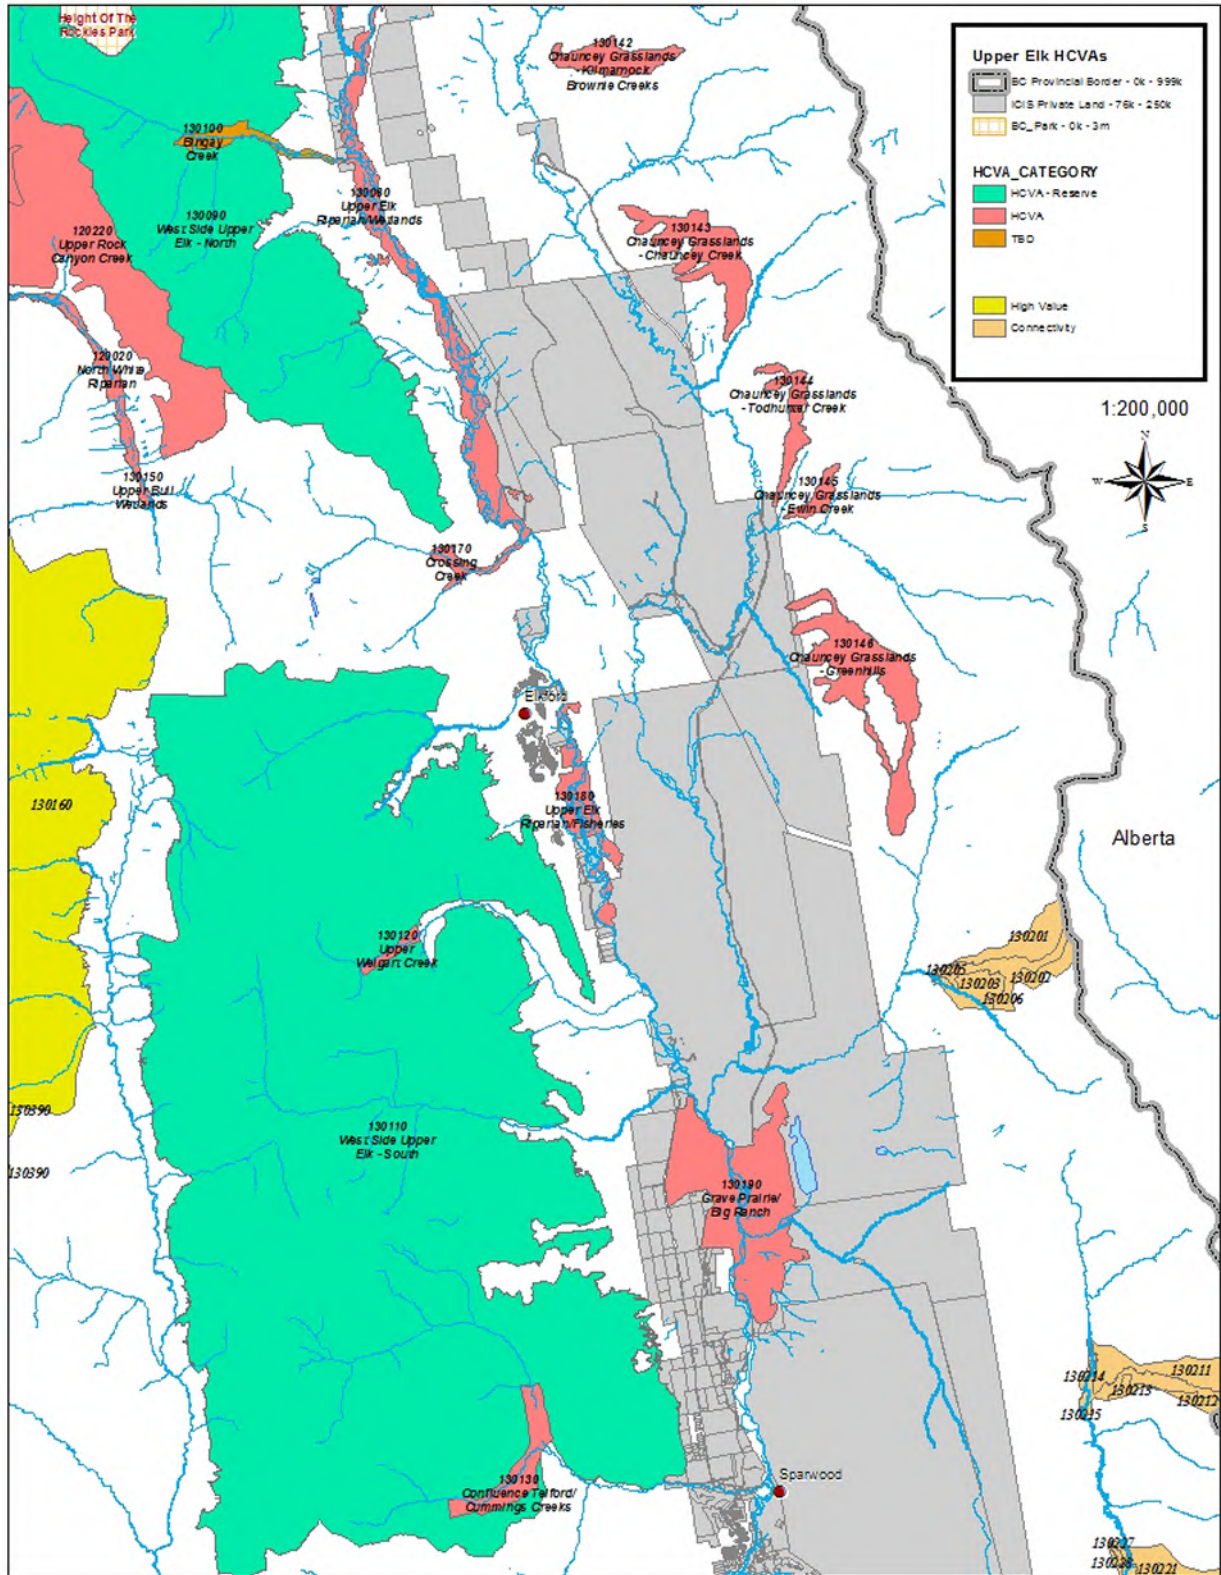 Height Of The
Rockies Park
130142
Chauncey Grasslands
- Kilmarnock
Brownie Creeks
Upper Elk HCVAs
BC Provincial Border - 0k - 999k
ICIS Private Land - 75k - 250k
BC_Park - 0k - 3m
HCVA_CATEGORY
HCVA - Reserve
HCVA
TBD
High Value
Connectivity
1:200,000
N
W
E
S
130100
Bingay
Creek
130080
Upper Elk
Riparian/Wetlands
130090
West Side Upper
Elk - North
120220
Upper Rock
Canyon Creek
130143
Chauncey Grasslands
- Chauncey Creek
120020
North White
Riparian
130144
Chauncey Grasslands
- Todhunter Creek
130150
Upper Bull
Wetlands
130145
Chauncey Grasslands
- Ewin Creek
130170
Crossing
Creek
130146
Chauncey Grasslands
- Greenhills
Elkford
130160
130180
Upper Elk
Riparian/Fisheries
Alberta
130120
Upper
Weigart Creek
130201
130205
130203
130202
130206
130390
130110
West Side Upper
Elk - South
130390
130190
Grave Prairie/
Big Ranch
130214
130213
130211
130212
130215
130130
Confluence Telford/
Cummings Creeks
Sparwood
130221